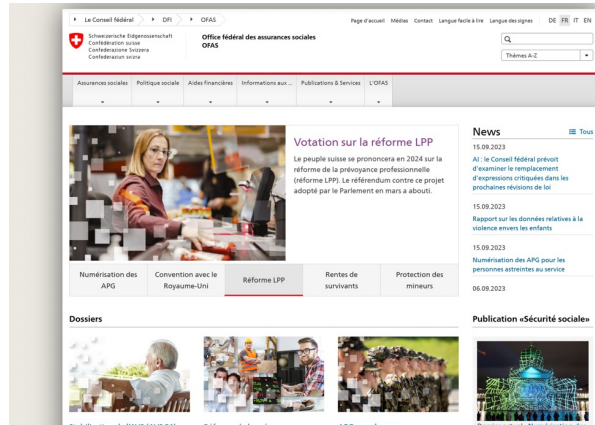 Le Conseil fédéral
DFI
OFAS
Page d'accueil Médias Contact Langue facile à lire Langue des signes DE FR IT EN
Schweizerische Eidgenossenschaft
Confédération suisse
Confederazione Svizzera
Confederaziun svizra
Office fédéral des assurances sociales
OFAS
Thèmes A-Z
Assurances sociales
Politique sociale
Aides financières
Informations aux ...
Publications & Services
L'OFAS
Votation sur la réforme LPP
Le peuple suisse se prononcera en 2024 sur la
réforme de la prévoyance professionnelle
(réforme LPP). Le référendum contre ce projet
adopté par le Parlement en mars a abouti.
Numérisation des
APG
Convention avec le
Royaume-Uni
Réforme LPP
Rentes de
survivants
Protection des
mineurs
News
Tous
15.09.2023
AI : le Conseil fédéral prévoit
d'examiner le remplacement
d'expressions critiquées dans les
prochaines révisions de loi
15.09.2023
Rapport sur les données relatives à la
violence envers les enfants
15.09.2023
Numérisation des APG pour les
personnes astreintes au service
06.09.2023
Dossiers
Publication «Sécurité sociale»